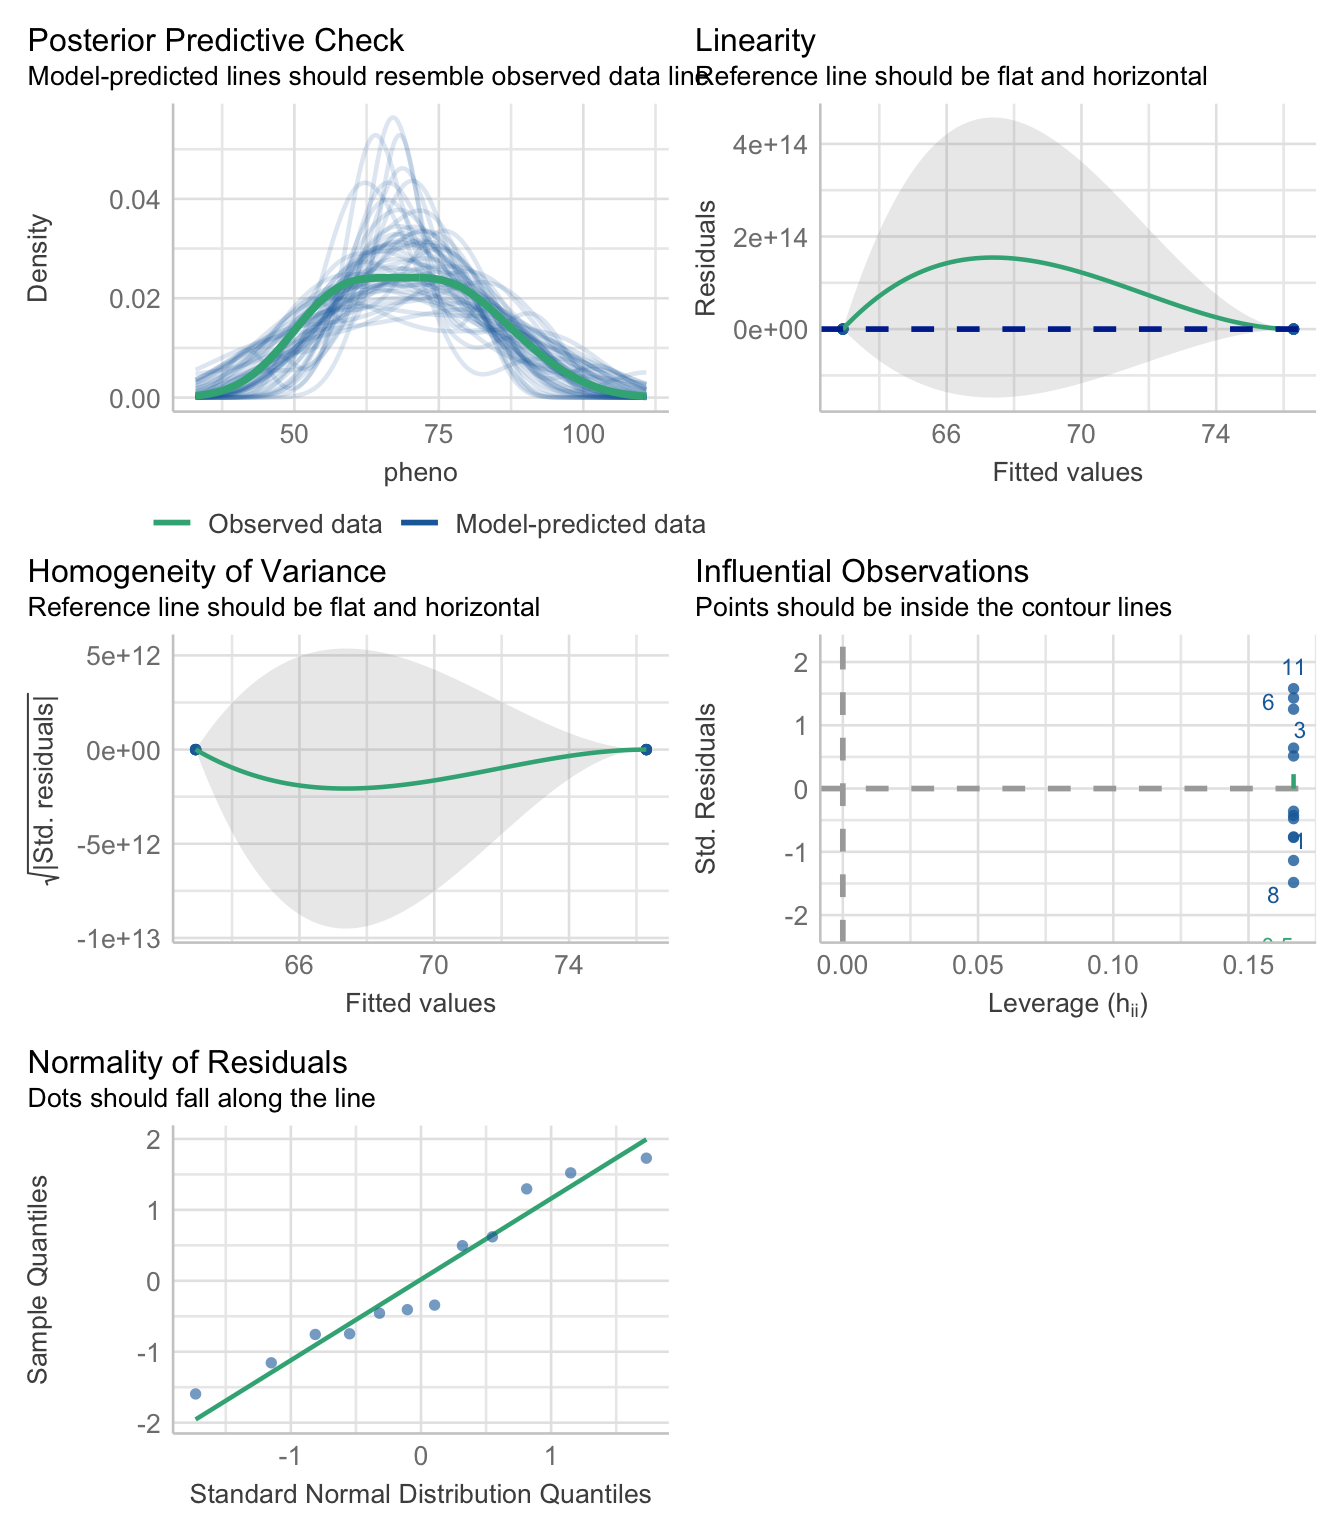 Posterior Predictive Check
Model-predicted lines should resemble observed data line
0.04
0.02
0.00
Density
50 75 100
pheno
Observed data Model-predicted data
Linearity
Reference line should be flat and horizontal
4e+14
2e+14
0e+00
Residuals
66 70 74
Fitted values
Homogeneity of Variance
Reference line should be flat and horizontal
5e+12
0e+00
-5e+12
-1e+13
√|Std. residuals|
66 70 74
Fitted values
Influential Observations
Points should be inside the contour lines
2
1
0
-1
-2
Std. Residuals
11
6
3
1
8
0.00 0.05 0.10 0.15
Leverage (hii)
Normality of Residuals
Dots should fall along the line
2
1
0
-1
-2
Sample Quantiles
-1 0 1
Standard Normal Distribution Quantiles